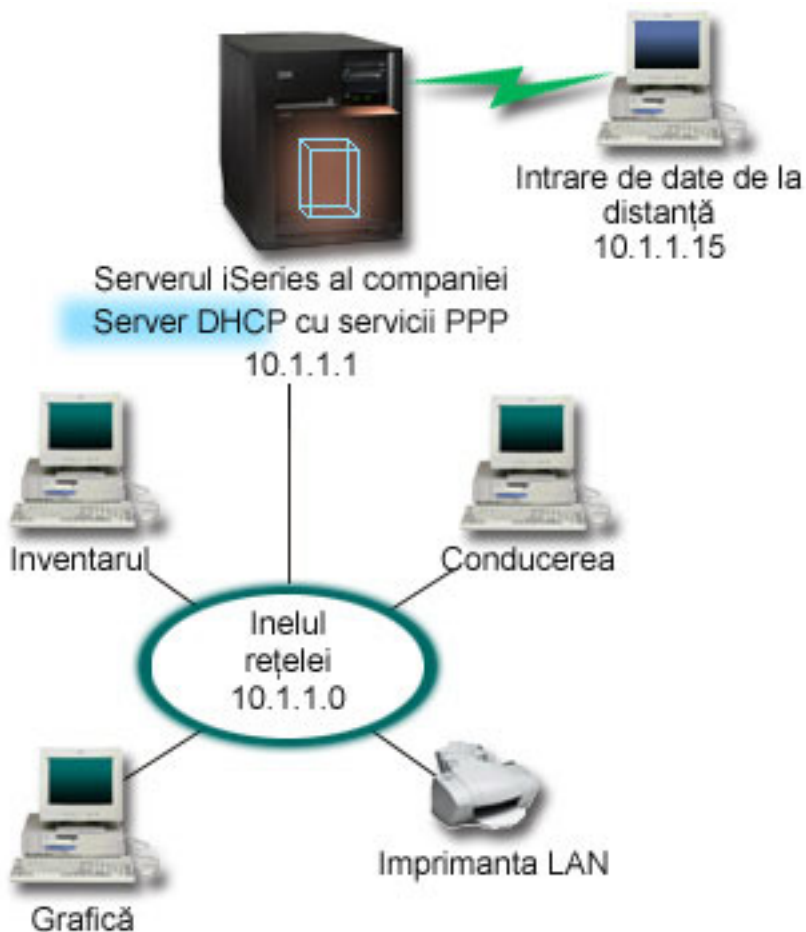 Intrare de date de la
distanță
10.1.1.15
Serverul iSeries al companiei
Server DHCP cu servicii PPP
10.1.1.1
Inventarul
Conducerea
Inelul
rețelei
10.1.1.0
Imprimanta LAN
Grafică